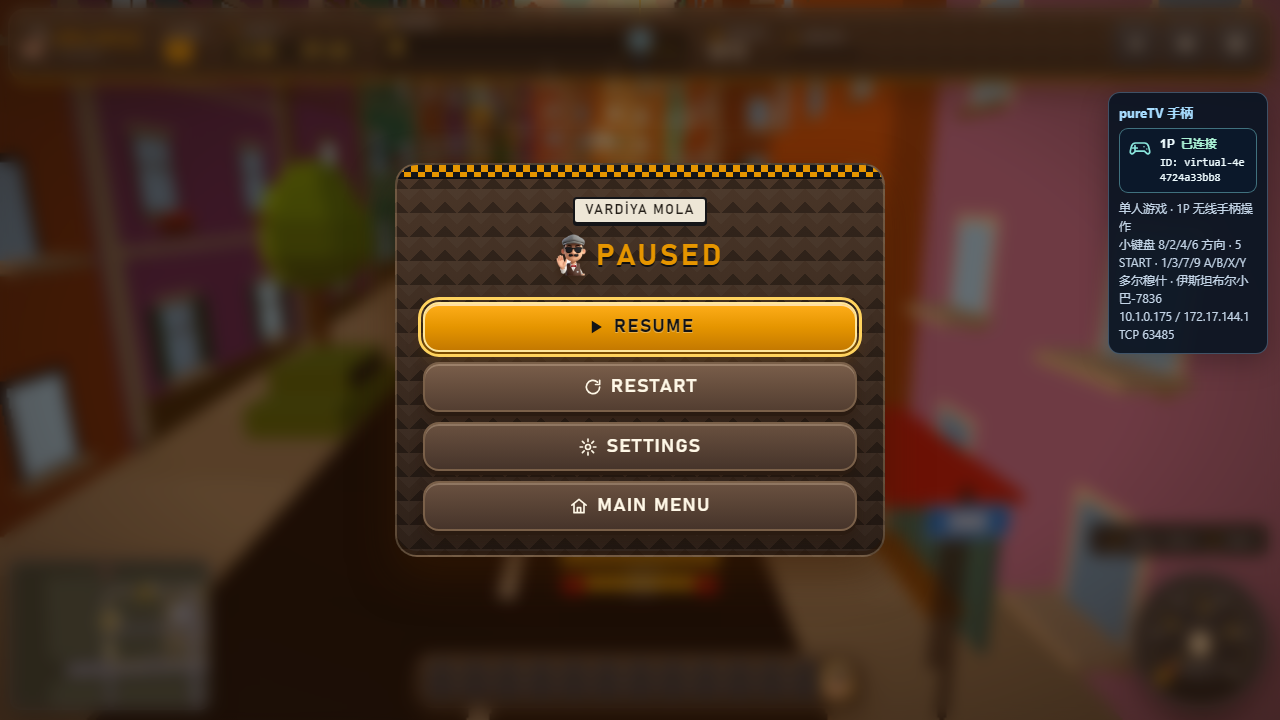 VARDİYA MOLA
PAUSED
RESUME
RESTART
SETTINGS
MAIN MENU
pureTV 手柄
1P 已连接
ID: virtual-4e
4724a33bb8
单人游戏 · 1P 无线手柄操
作
小键盘 8/2/4/6 方向 · 5
START · 1/3/7/9 A/B/X/Y
多尔穆什 · 伊斯坦布尔小
巴-7836
10.1.0.175 / 172.17.144.1
TCP 63485